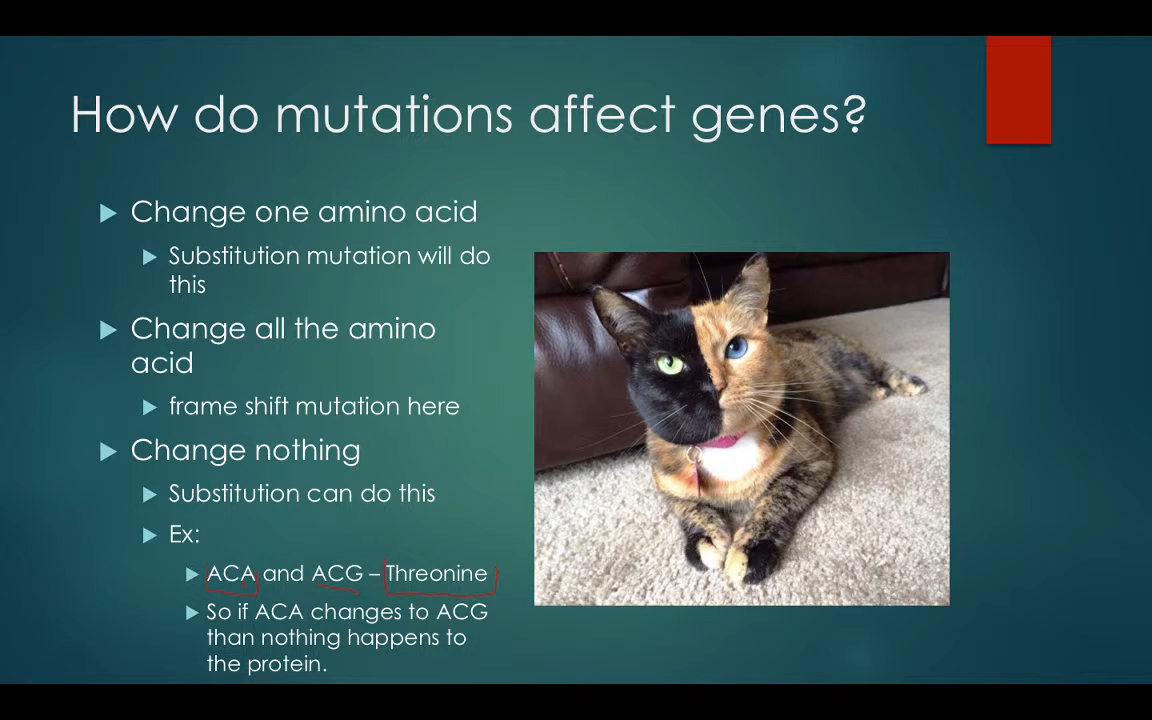 How do mutations affect genes?
Change one amino acid
Substitution mutation will do
this
Change all the amino
acid
frame shift mutation here
Change nothing
Substitution can do this
Ex:
ACA and ACG – Threonine
So if ACA changes to ACG
than nothing happens to
the protein.